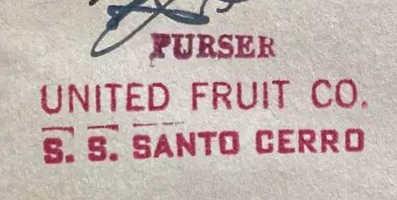 PURSER
UNITED FRUIT CO.
S. S. SANTO CERRO